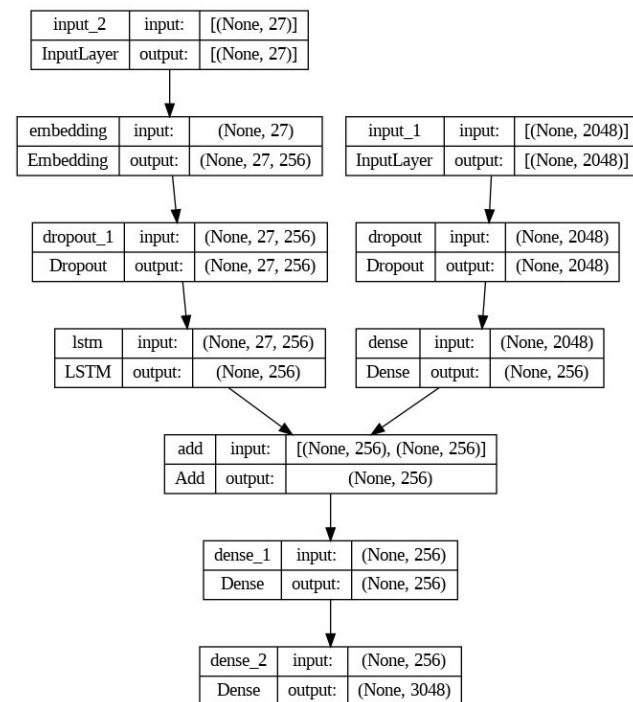 input_2 input: [(None, 27)]
InputLayer output: [(None, 27)]
embedding input: (None, 27)
Embedding output: (None, 27, 256)
input_1 input: [(None, 2048)]
InputLayer output: [(None, 2048)]
dropout_1 input: (None, 27, 256)
Dropout output: (None, 27, 256)
dropout input: (None, 2048)
Dropout output: (None, 2048)
lstm input: (None, 27, 256)
LSTM output: (None, 256)
dense input: (None, 2048)
Dense output: (None, 256)
add input: [(None, 256), (None, 256)]
Add output: (None, 256)
dense_1 input: (None, 256)
Dense output: (None, 256)
dense_2 input: (None, 256)
Dense output: (None, 3048)